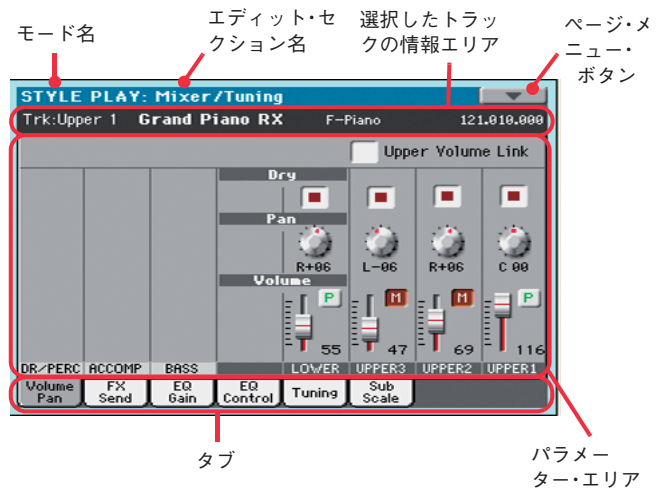 モード名
エディット・セ
クション名
選択したトラッ
クの情報エリア
ページ・メ
ニュー・
ボタン
STYLE PLAY: Mixer/Tuning
Trk:Upper 1 Grand Piano RX F-Piano 121.010.000
Upper Volume Link
Dry
Pan
R+06 L-06 R+06 C 00
Volume
P M M P
55 47 69 116
DR/PERC ACCOMP BASS LOWER UPPER3 UPPER2 UPPER1
Volume Pan
FX Send
EQ Gain
EQ Control
Tuning
Sub Scale
タブ
パラメー
ター・エリア